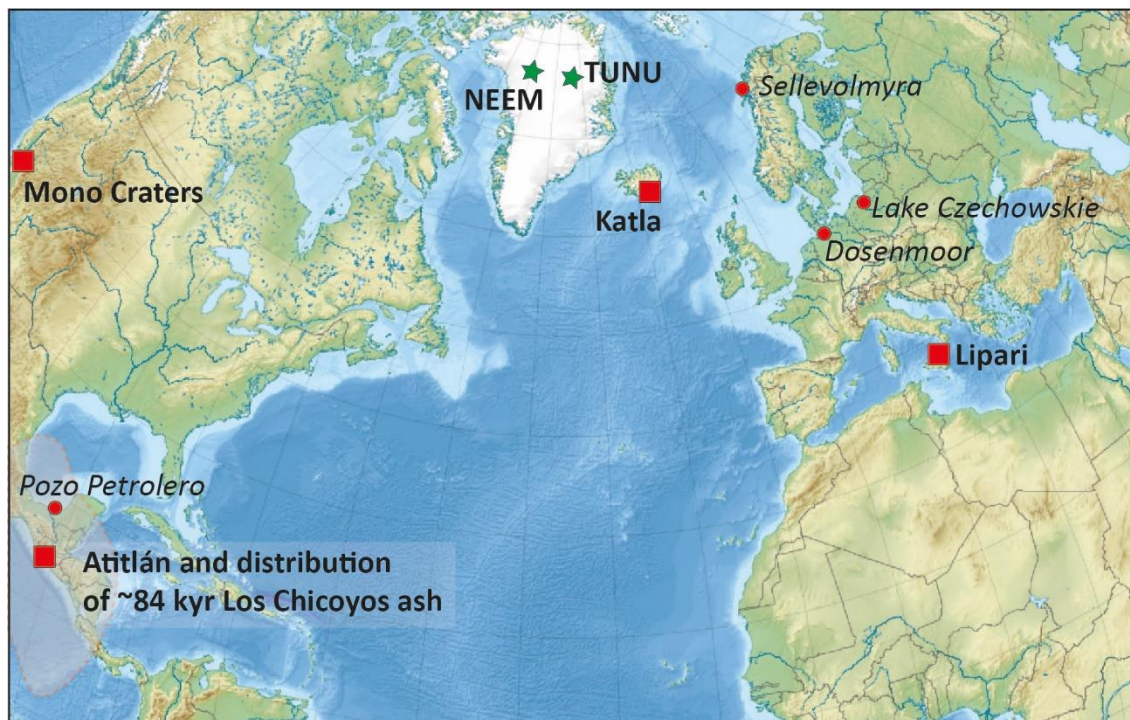 TUNU
NEEM
Sellevolmyra
Mono Craters
Katla
Lake Czechowskie
Dosenmoor
Lipari
Pozo Petrolero
Atitlán and distribution
of ~84 kyr Los Chicoyos ash